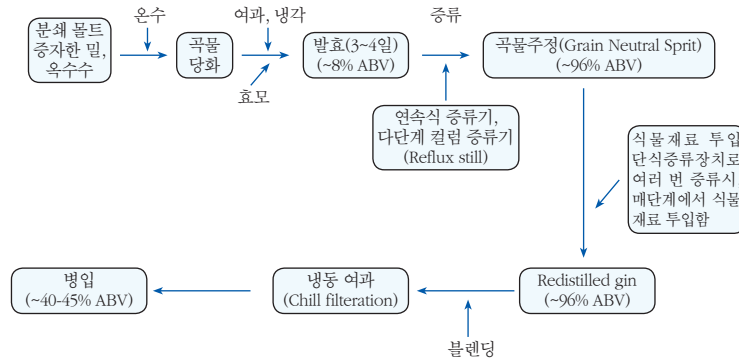 분쇄 몰트
증자한 밀,
옥수수
온수
곡물
당화
여과, 냉각
효모
발효(3~4일)
(~8% ABV)
증류
연속식 증류기,
다단계 컬럼 증류기
(Reflux still)
곡물주정(Grain Neutral Sprit)
(~96% ABV)
식물재료 투입
단식증류장치로
여러 번 증류시
매단계에서 식물
재료 투입함
Redistilled gin
(~96% ABV)
블렌딩
냉동 여과
(Chill filteration)
병입
(~40-45% ABV)